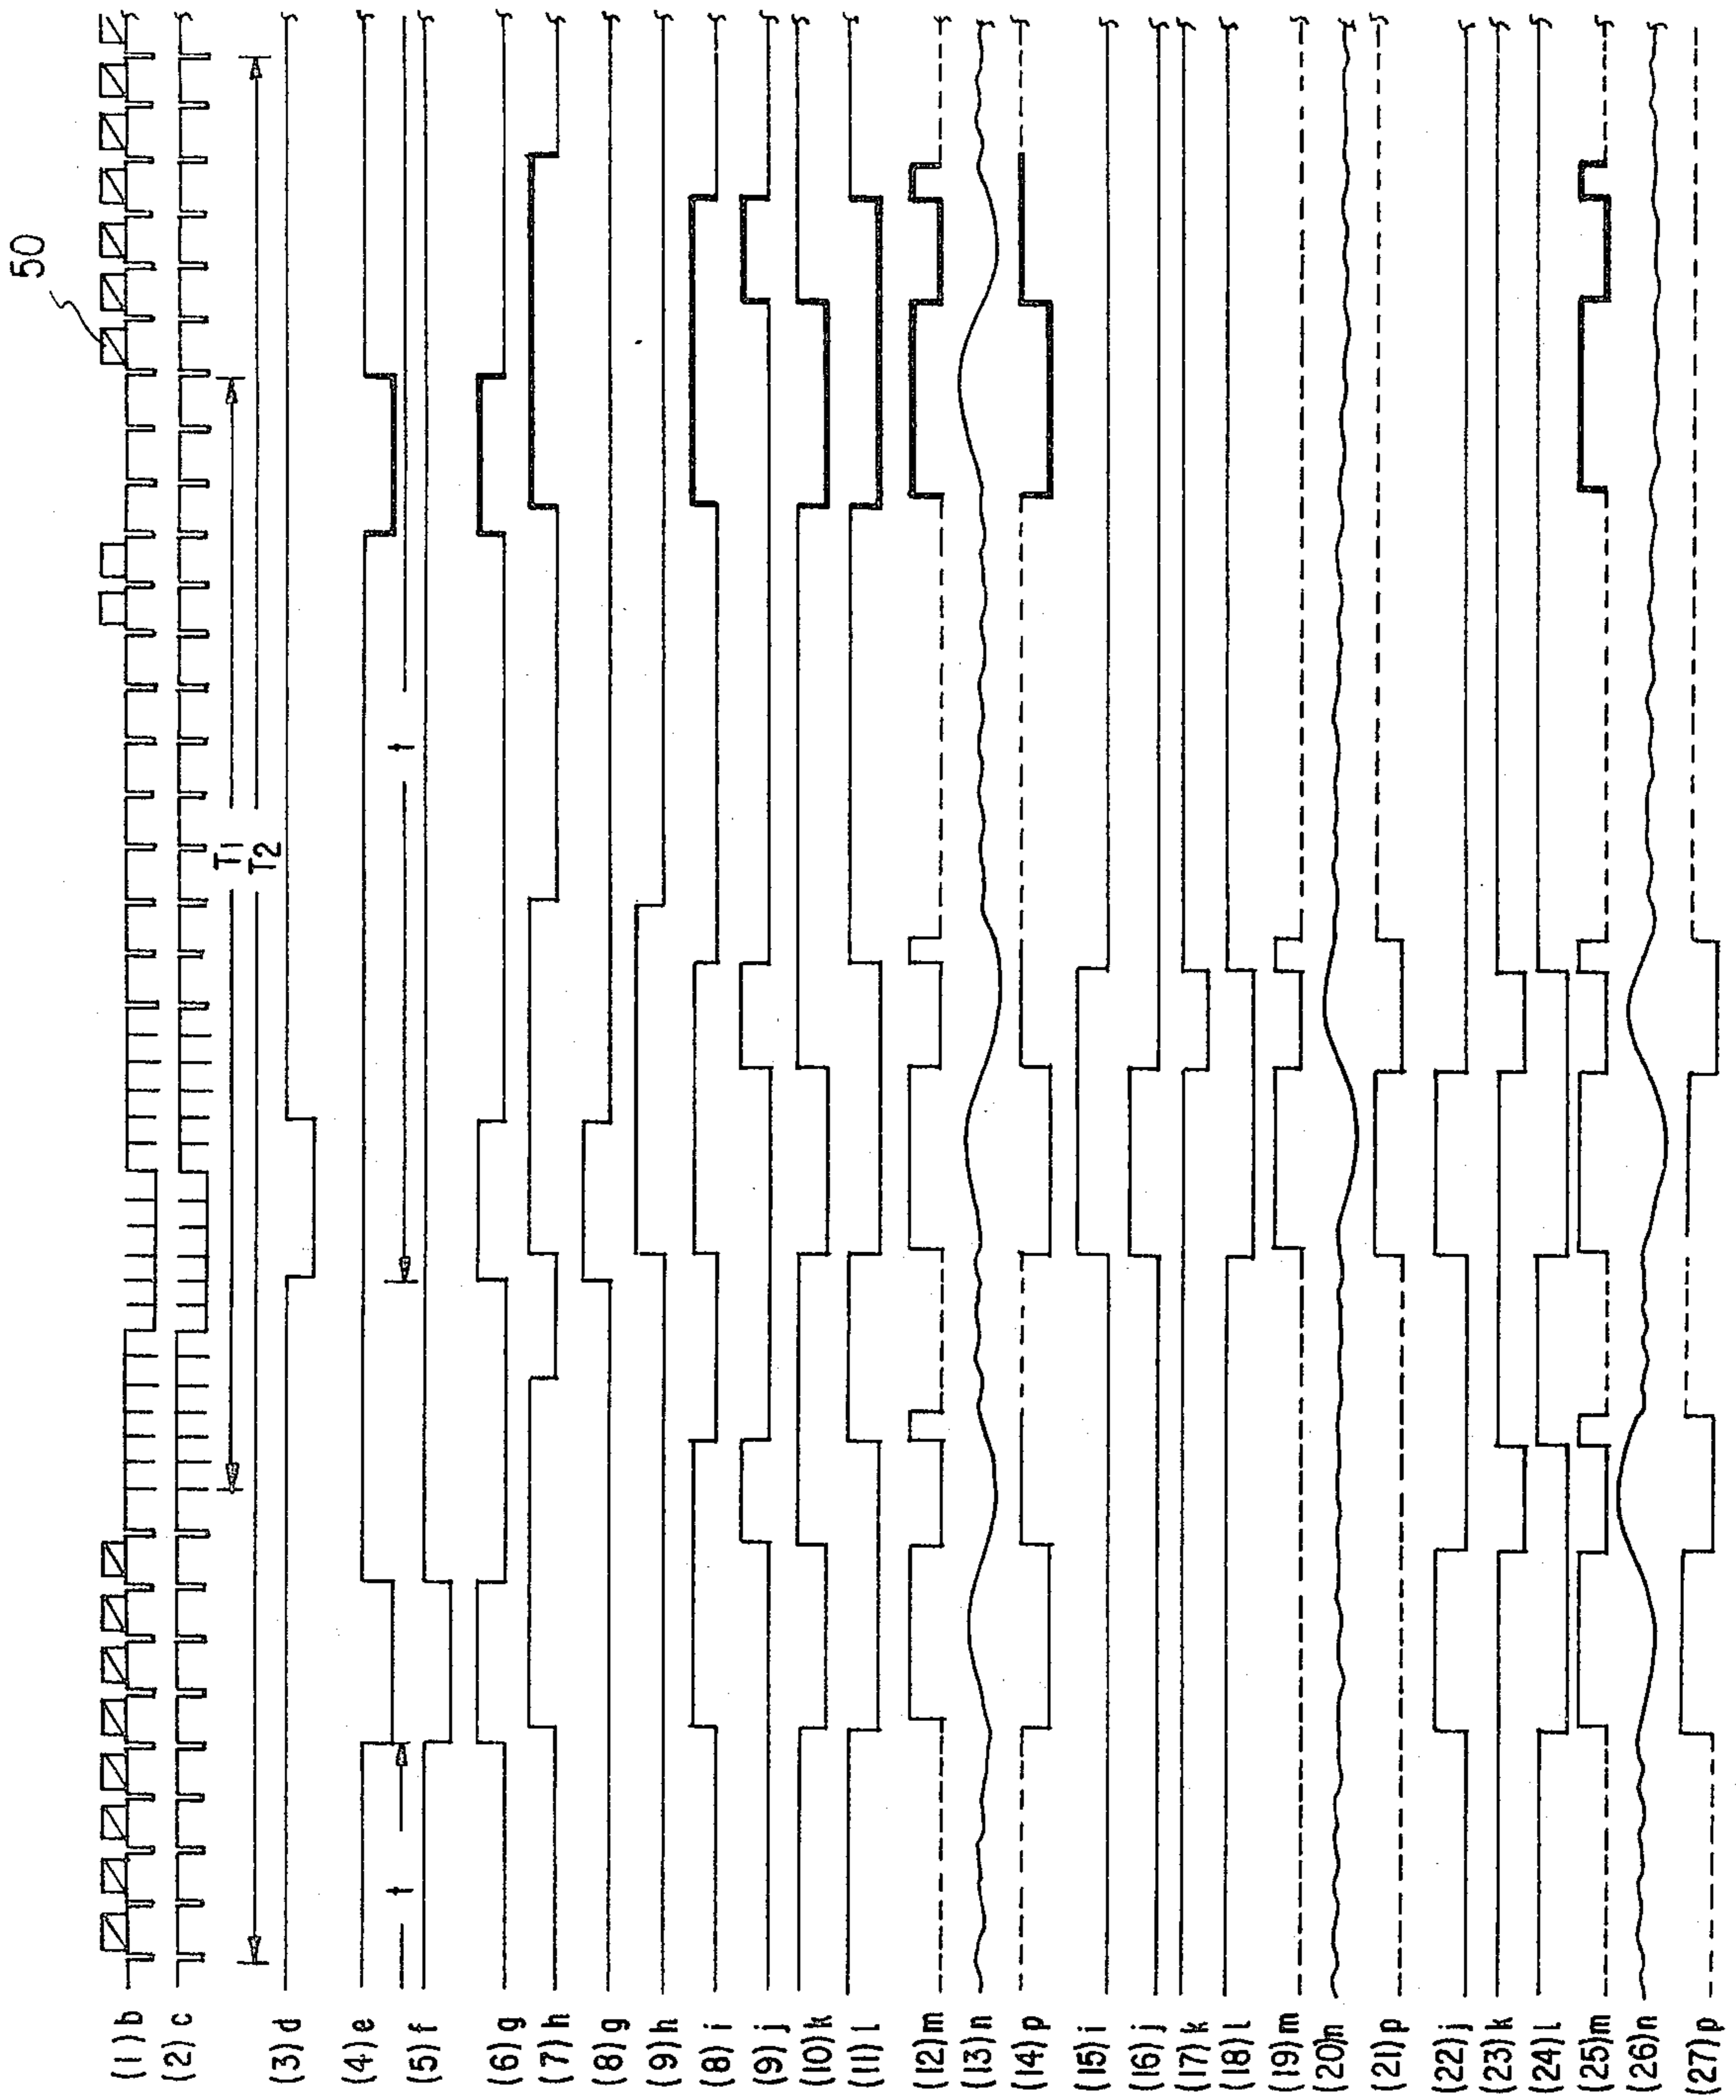 50
T1
T2
t
t
(1) b
(2) c
(3) d
(4) e
(5) f
(6) g
(7) h
(8) g
(9) h
(8) i
(9) j
(10) k
(11) l
(12) m
(13) n
(14) p
(15) i
(16) j
(17) k
(18) l
(19) m
(20) n
(21) p
(22) j
(23) k
(24) l
(25) m
(26) n
(27) p